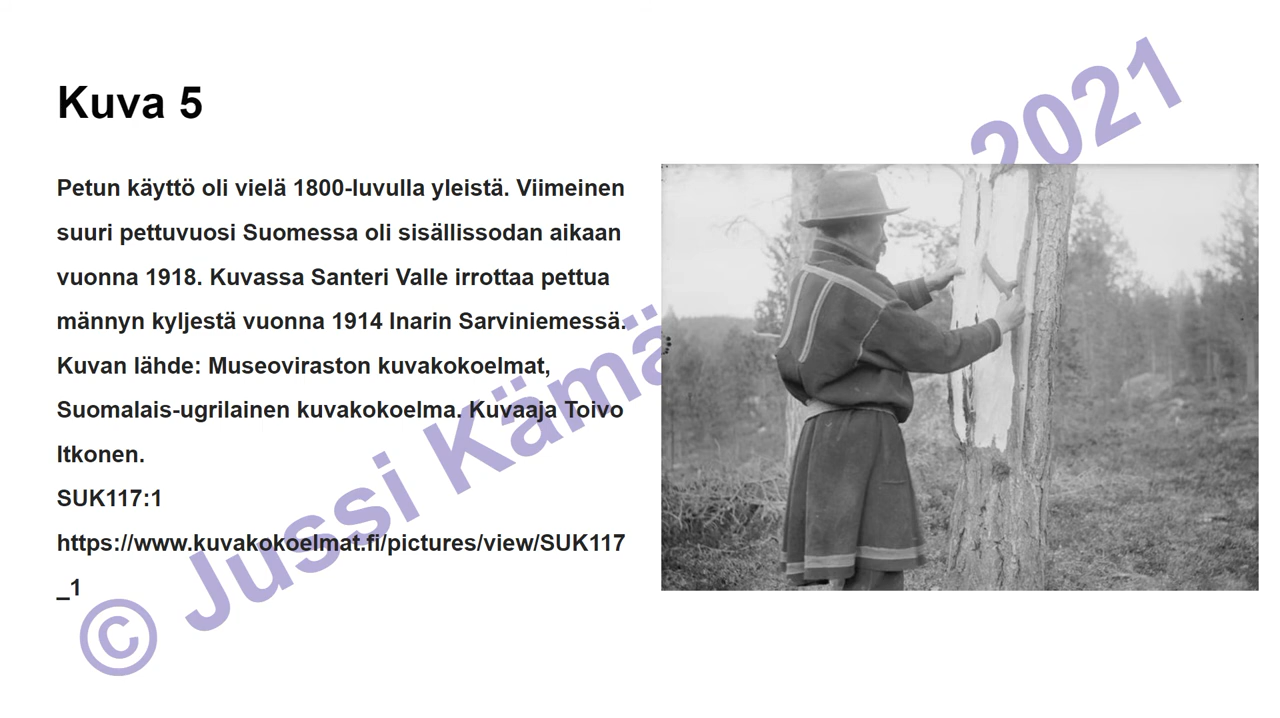 Kuva 5
Petun käyttö oli vielä 1800-luvulla yleistä. Viimeinen
suuri pettuvuosi Suomessa oli sisällissodan aikaan
vuonna 1918. Kuvassa Santeri Valle irrottaa pettua
männyn kyljestä vuonna 1914 Inarin Sarviniemessä.
Kuvan lähde: Museoviraston kuvakokoelmat,
Suomalais-ugrilainen kuvakokoelma. Kuvaaja Toivo
Itkonen.
SUK117:1
https://www.kuvakokoelmat.fi/pictures/view/SUK117
_1
© Jussi Kämä 2021